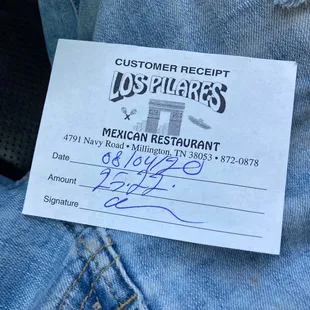 CUSTOMER RECEIPT
LOS PILARES
MEXICAN RESTAURANT
4791 Navy Road • Millington, TN 38053 • 872-0878
Date 08/04/20
Amount 25.27.
Signature